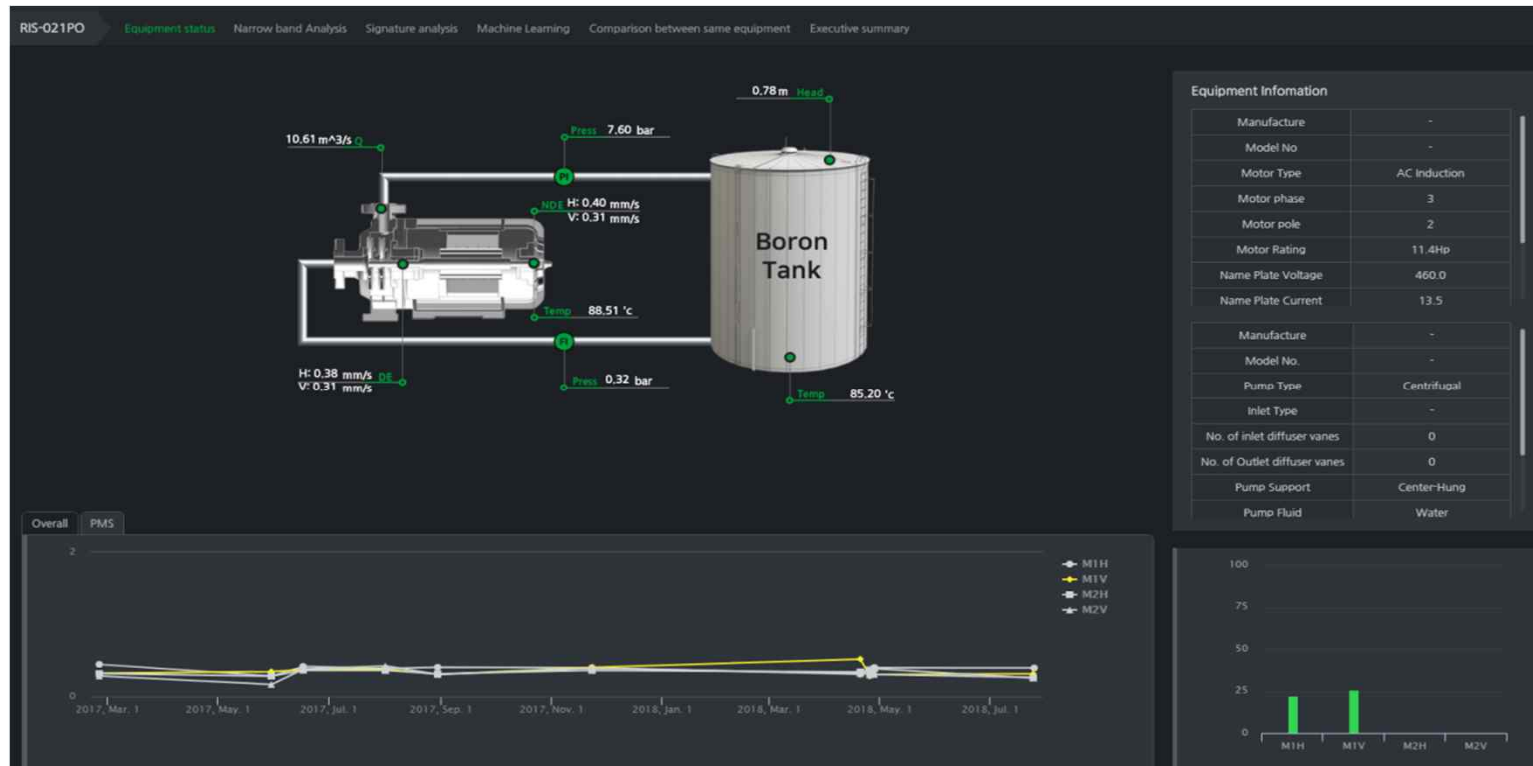 RIS-021PO Equipment status Narrow band Analysis Signature analysis Machine Learning Comparison between same equipment Executive summary
0.78 m Head
10.61 m^3/s Q
Press 7.60 bar
PI
NDE H: 0.40 mm/s
V: 0.31 mm/s
Boron
Tank
Temp 88.51 'c
FI
H: 0.38 mm/s DE
V: 0.31 mm/s
Press 0.32 bar
Temp 85.20 'c
Equipment Infomation
Manufacture -
Model No -
Motor Type AC Induction
Motor phase 3
Motor pole 2
Motor Rating 11.4Hp
Name Plate Voltage 460.0
Name Plate Current 13.5
Manufacture -
Model No. -
Pump Type Centrifugal
Inlet Type -
No. of inlet diffuser vanes 0
No. of Outlet diffuser vanes 0
Pump Support Center-Hung
Pump Fluid Water
Overall PMS
2
0
2017, Mar. 1 2017, May. 1 2017, Jul. 1 2017, Sep. 1 2017, Nov. 1 2018, Jan. 1 2018, Mar. 1 2018, May. 1 2018, Jul. 1
M1H
M1V
M2H
M2V
100
75
50
25
0
M1H M1V M2H M2V